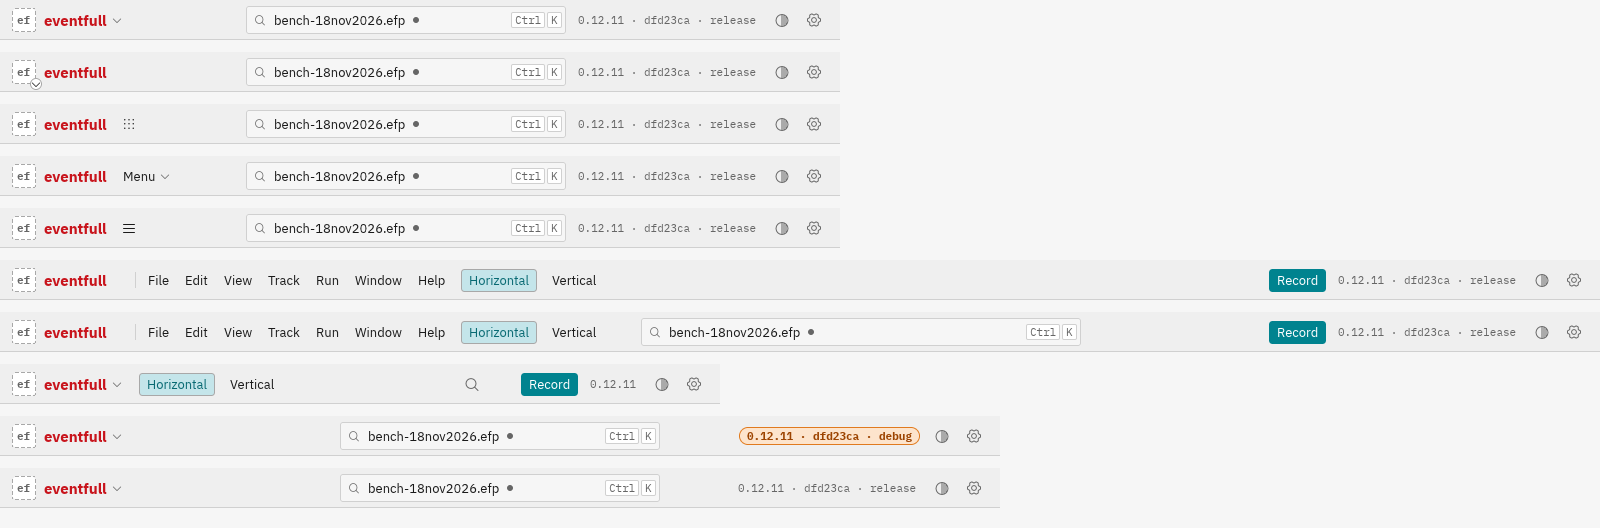 ef eventfull bench-18nov2026.efp Ctrl K 0.12.11 · dfd23ca · release
ef eventfull bench-18nov2026.efp Ctrl K 0.12.11 · dfd23ca · release
ef eventfull bench-18nov2026.efp Ctrl K 0.12.11 · dfd23ca · release
ef eventfull Menu bench-18nov2026.efp Ctrl K 0.12.11 · dfd23ca · release
ef eventfull bench-18nov2026.efp Ctrl K 0.12.11 · dfd23ca · release
ef eventfull File Edit View Track Run Window Help Horizontal Vertical Record 0.12.11 · dfd23ca · release
ef eventfull File Edit View Track Run Window Help Horizontal Vertical bench-18nov2026.efp Ctrl K Record 0.12.11 · dfd23ca · release
ef eventfull Horizontal Vertical Record 0.12.11
ef eventfull bench-18nov2026.efp Ctrl K 0.12.11 · dfd23ca · debug
ef eventfull bench-18nov2026.efp Ctrl K 0.12.11 · dfd23ca · release